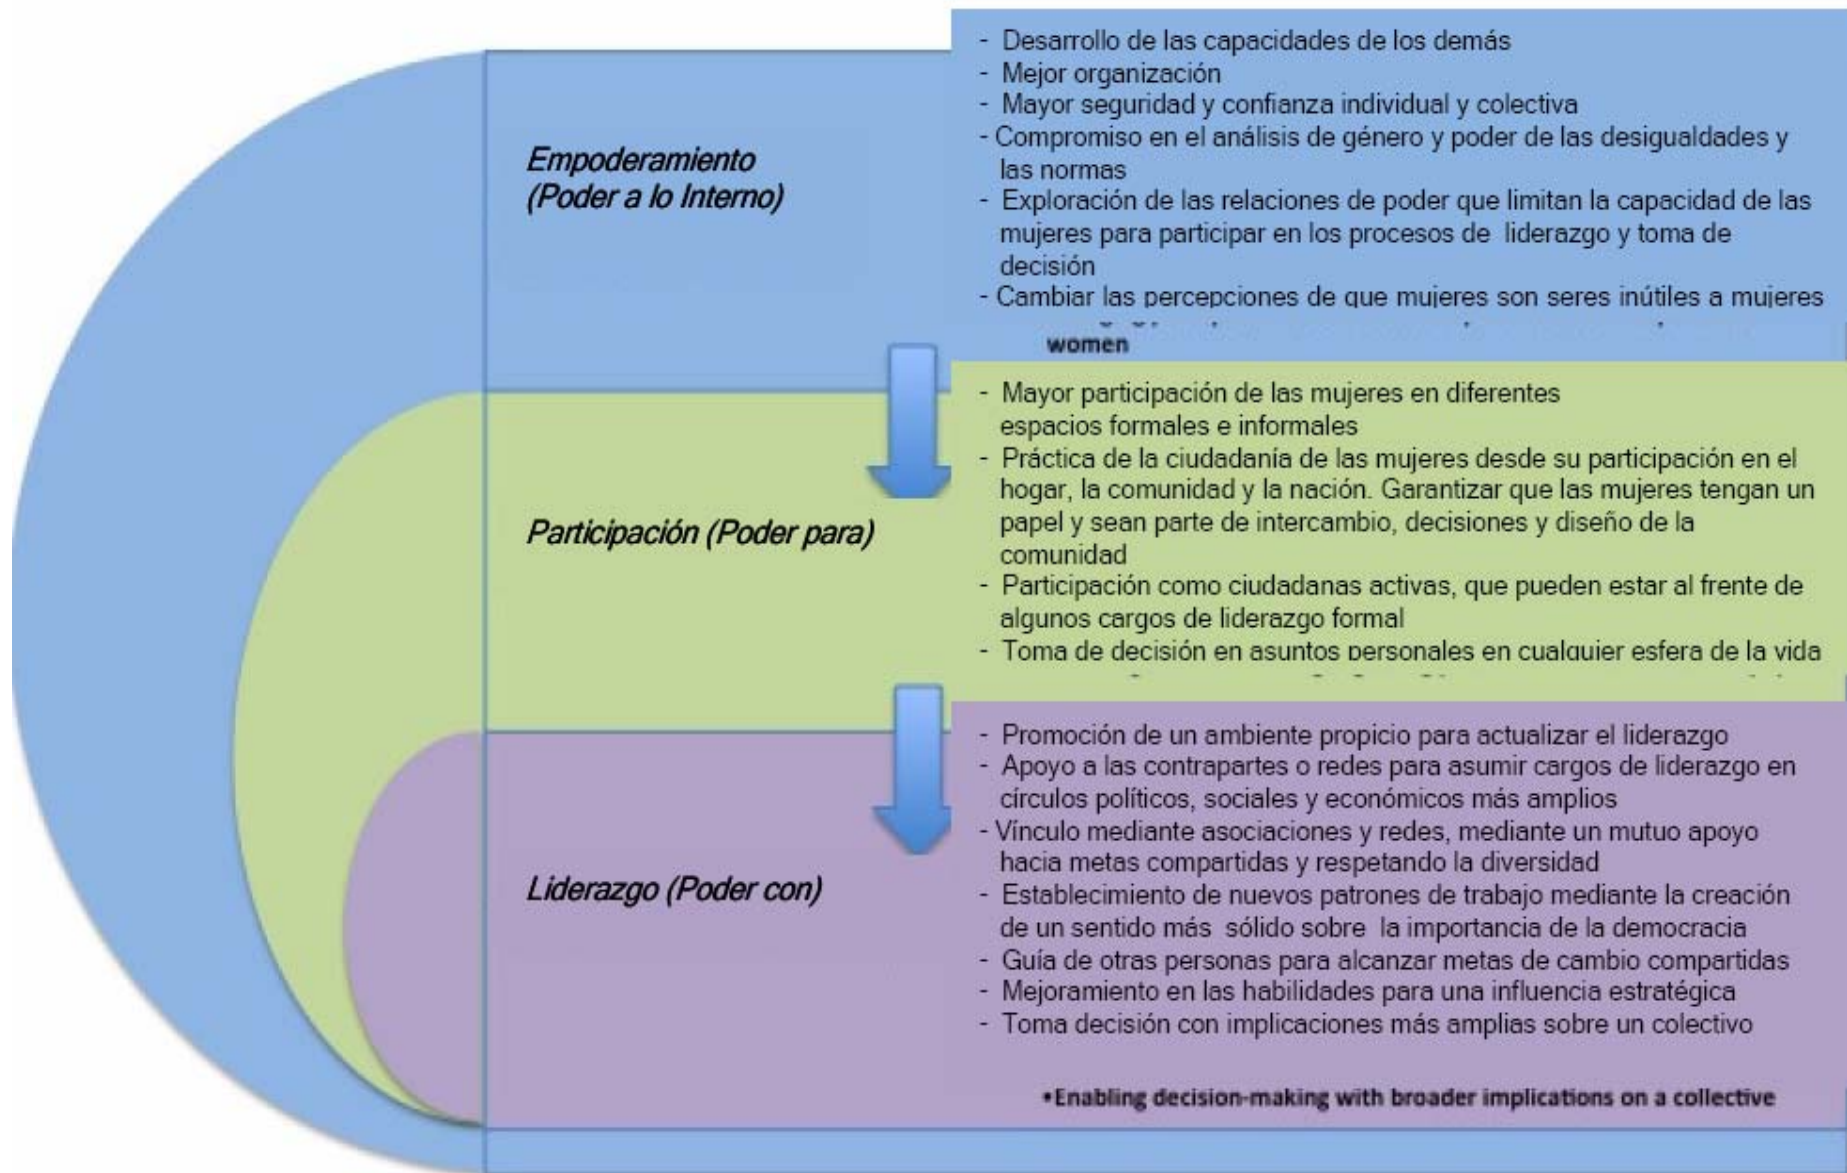 Empoderamiento
(Poder a lo Interno)
- Desarrollo de las capacidades de los demás
- Mejor organización
- Mayor seguridad y confianza individual y colectiva
- Compromiso en el análisis de género y poder de las desigualdades y
las normas
- Exploración de las relaciones de poder que limitan la capacidad de las
mujeres para participar en los procesos de liderazgo y toma de
decisión
- Cambiar las percepciones de que mujeres son seres inútiles a mujeres
women
Participación (Poder para)
- Mayor participación de las mujeres en diferentes
espacios formales e informales
- Práctica de la ciudadanía de las mujeres desde su participación en el
hogar, la comunidad y la nación. Garantizar que las mujeres tengan un
papel y sean parte de intercambio, decisiones y diseño de la
comunidad
- Participación como ciudadanas activas, que pueden estar al frente de
algunos cargos de liderazgo formal
- Toma de decisión en asuntos personales en cualquier esfera de la vida
Liderazgo (Poder con)
- Promoción de un ambiente propicio para actualizar el liderazgo
- Apoyo a las contrapartes o redes para asumir cargos de liderazgo en
círculos políticos, sociales y económicos más amplios
- Vínculo mediante asociaciones y redes, mediante un mutuo apoyo
hacia metas compartidas y respetando la diversidad
- Establecimiento de nuevos patrones de trabajo mediante la creación
de un sentido más sólido sobre la importancia de la democracia
- Guía de otras personas para alcanzar metas de cambio compartidas
- Mejoramiento en las habilidades para una influencia estratégica
- Toma decisión con implicaciones más amplias sobre un colectivo
•Enabling decision-making with broader implications on a collective